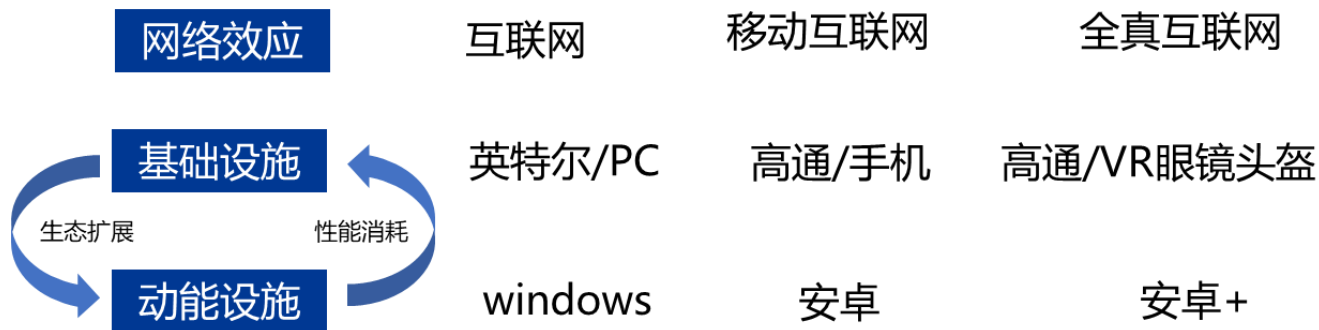 网络效应 互联网 移动互联网 全真互联网
基础设施 英特尔/PC 高通/手机 高通/VR眼镜头盔
生态扩展 性能消耗
动能设施 windows 安卓 安卓+